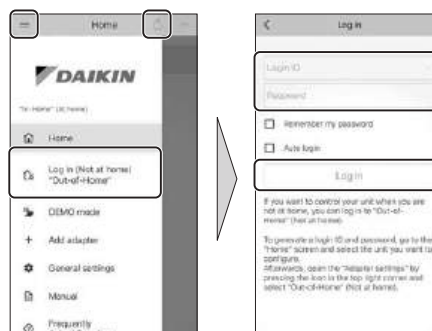 Home
DAIKIN
"In-Home" (at home)
Home
Log in (Not at home)
"Out-of-Home"
DEMO mode
Add adapter
General settings
Manual
Frequently
Log in
Login ID
Password
Remember my password
Auto login
Log in
If you want to control your unit when you are
not at home, you can log in to "Out-of-
Home" (Not at home).
To generate a login ID and password, go to the
"Home" screen and select the unit you want to
configure.
Afterwards, open the "Adapter settings" by
pressing the icon in the top right corner and
select "Out-of-Home" (Not at home).